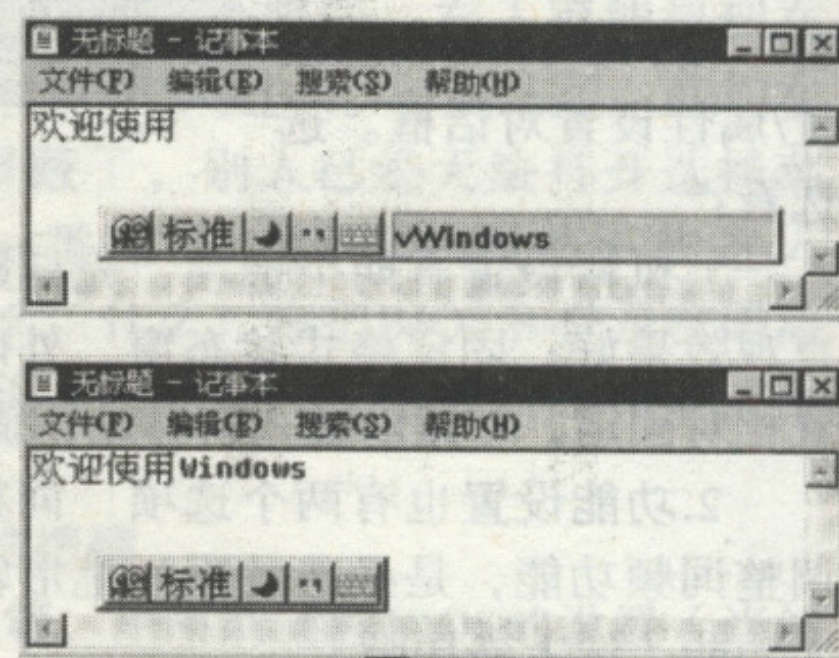 无标题 - 记事本
文件(F) 编辑(E) 搜索(S) 帮助(H)
欢迎使用
标准 vWindows
无标题 - 记事本
文件(F) 编辑(E) 搜索(S) 帮助(H)
欢迎使用Windows
标准